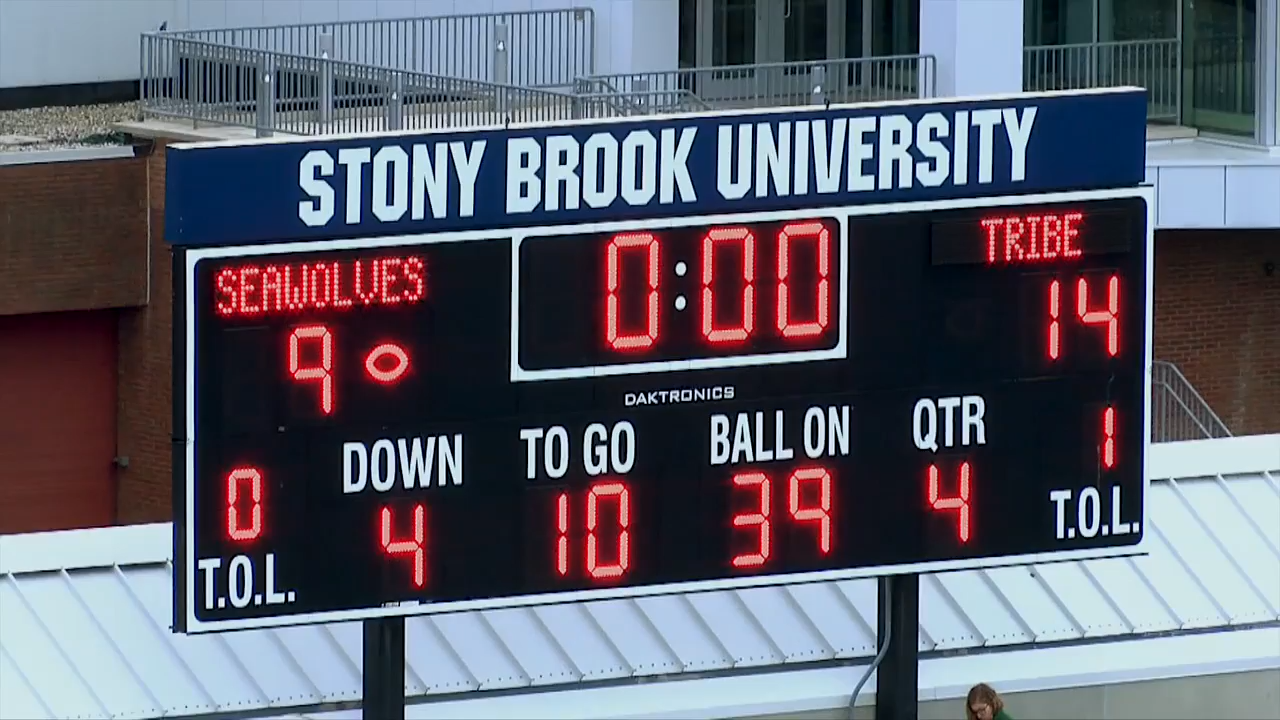 STONY BROOK UNIVERSITY
SEAWOLVES 0:00 TRIBE
9 14
DAKTRONICS
DOWN TO GO BALL ON QTR
0 4 10 39 4 1
T.O.L. T.O.L.